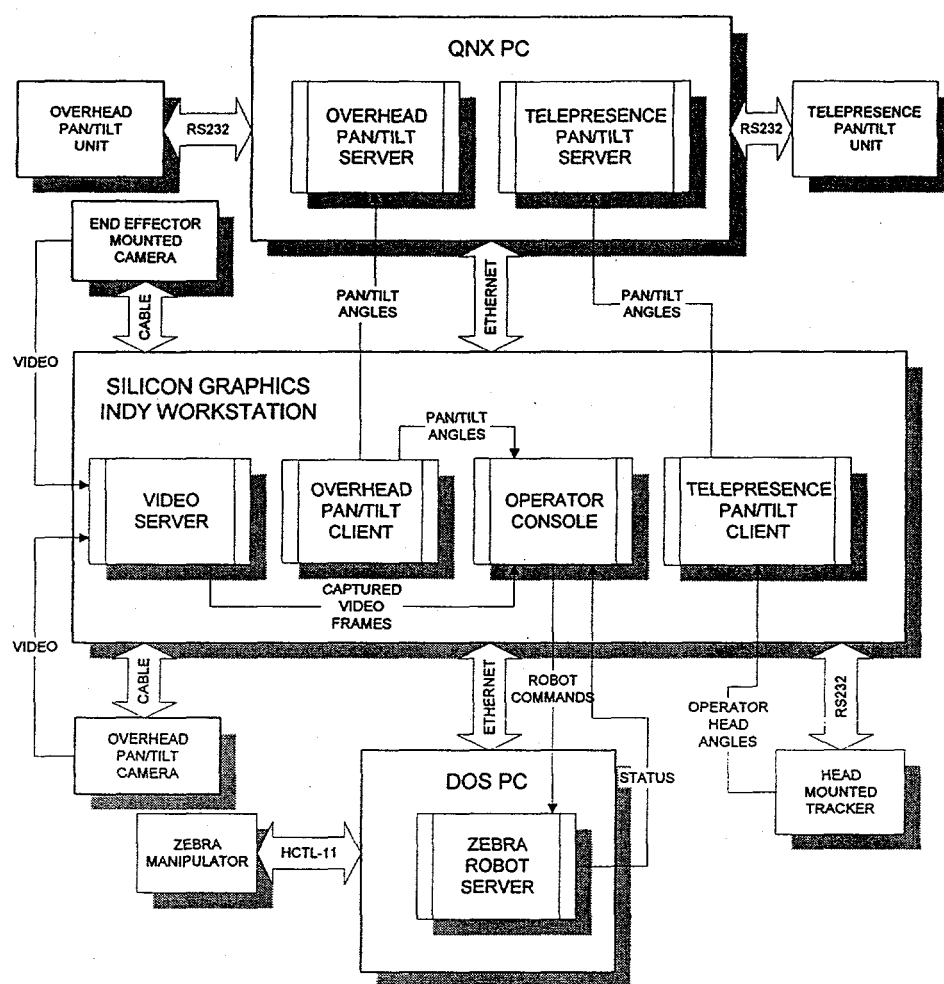 QNX PC
OVERHEAD
PAN/TILT
UNIT
RS232
OVERHEAD
PAN/TILT
SERVER
TELEPRESENCE
PAN/TILT
SERVER
RS232
TELEPRESENCE
PAN/TILT
UNIT
END EFFECTOR
MOUNTED
CAMERA
CABLE
PAN/TILT
ANGLES
ETHERNET
PAN/TILT
ANGLES
VIDEO
SILICON GRAPHICS
INDY WORKSTATION
PAN/TILT
ANGLES
VIDEO
SERVER
OVERHEAD
PAN/TILT
CLIENT
OPERATOR
CONSOLE
TELEPRESENCE
PAN/TILT
CLIENT
CAPTURED
VIDEO
FRAMES
VIDEO
CABLE
ETHERNET
ROBOT
COMMANDS
OPERATOR
HEAD
ANGLES
RS232
OVERHEAD
PAN/TILT
CAMERA
DOS PC
STATUS
HEAD
MOUNTED
TRACKER
ZEBRA
MANIPULATOR
HCTL-11
ZEBRA
ROBOT
SERVER